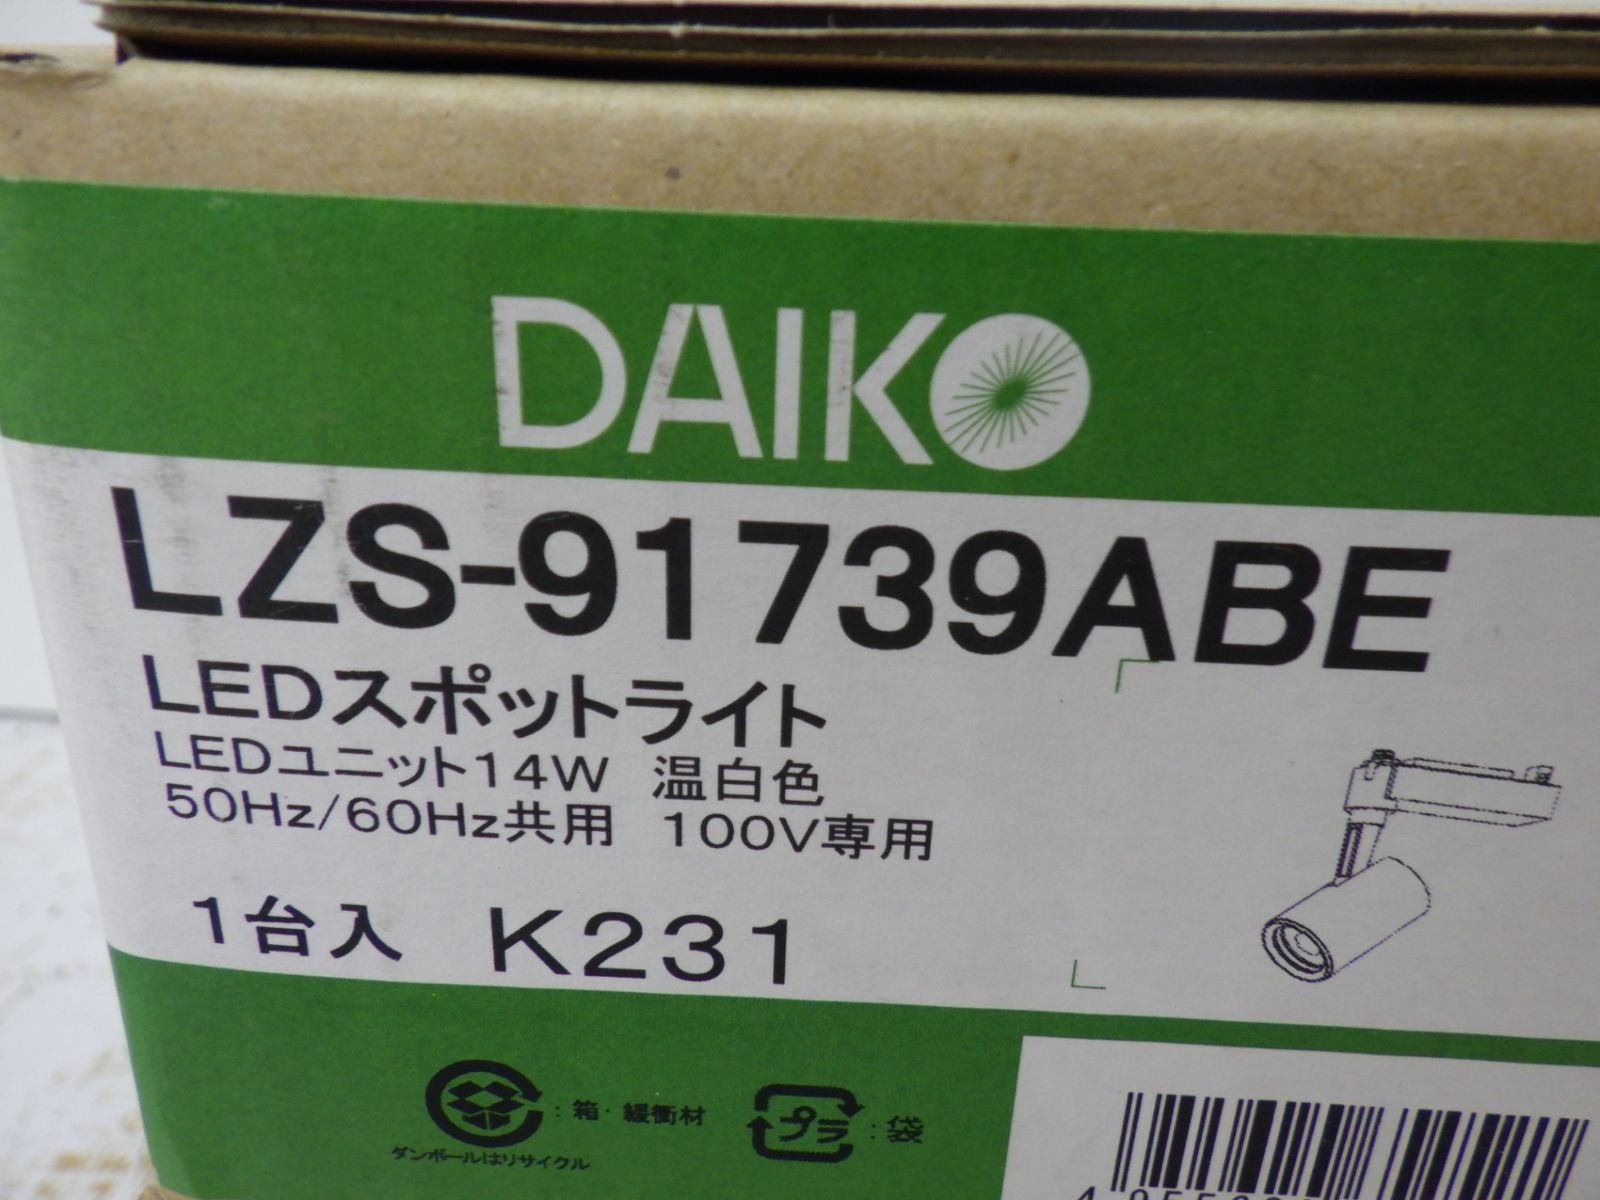 DAIKO
LZS-91739ABE
LEDスポットライト
LEDユニット14W 温白色
50Hz/60Hz共用 100V専用
1台入 K231
:箱・緩衝材
ダンボールはリサイクル
プラ:袋